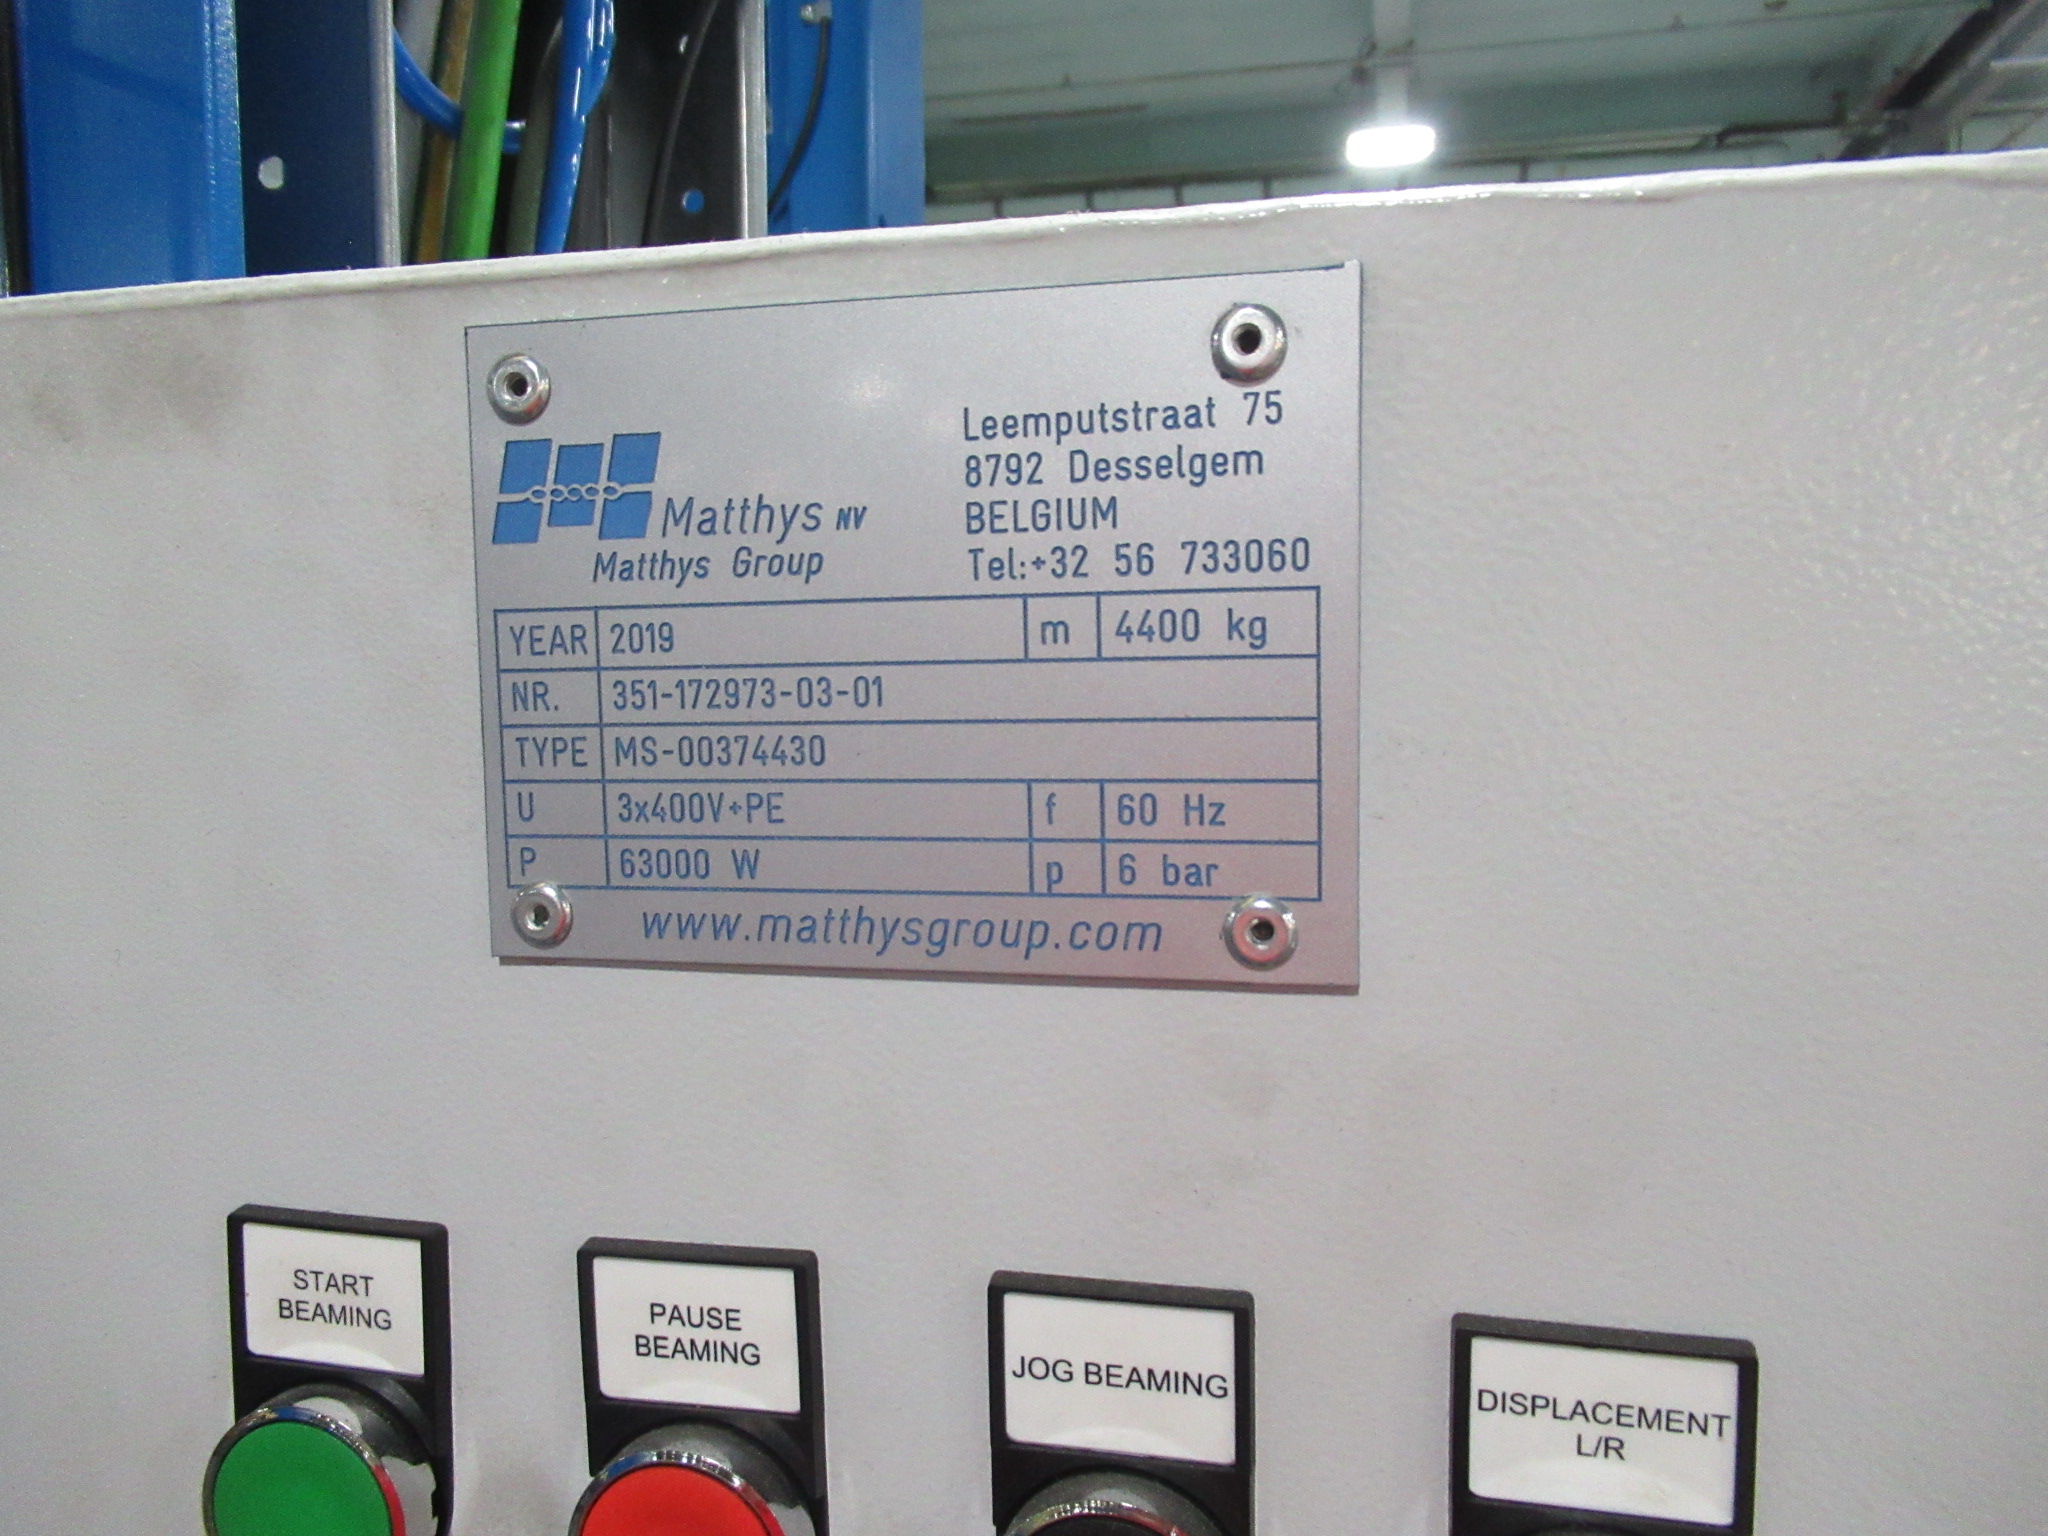 Matthys NV
Matthys Group
Leemputstraat 75
8792 Desselgem
BELGIUM
Tel:+32 56 733060
YEAR 2019 m 4400 kg
NR. 351-172973-03-01
TYPE MS-00374430
U 3x400V+PE f 60 Hz
P 63000 W p 6 bar
www.matthysgroup.com
START
BEAMING
PAUSE
BEAMING
JOG BEAMING
DISPLACEMENT
L/R